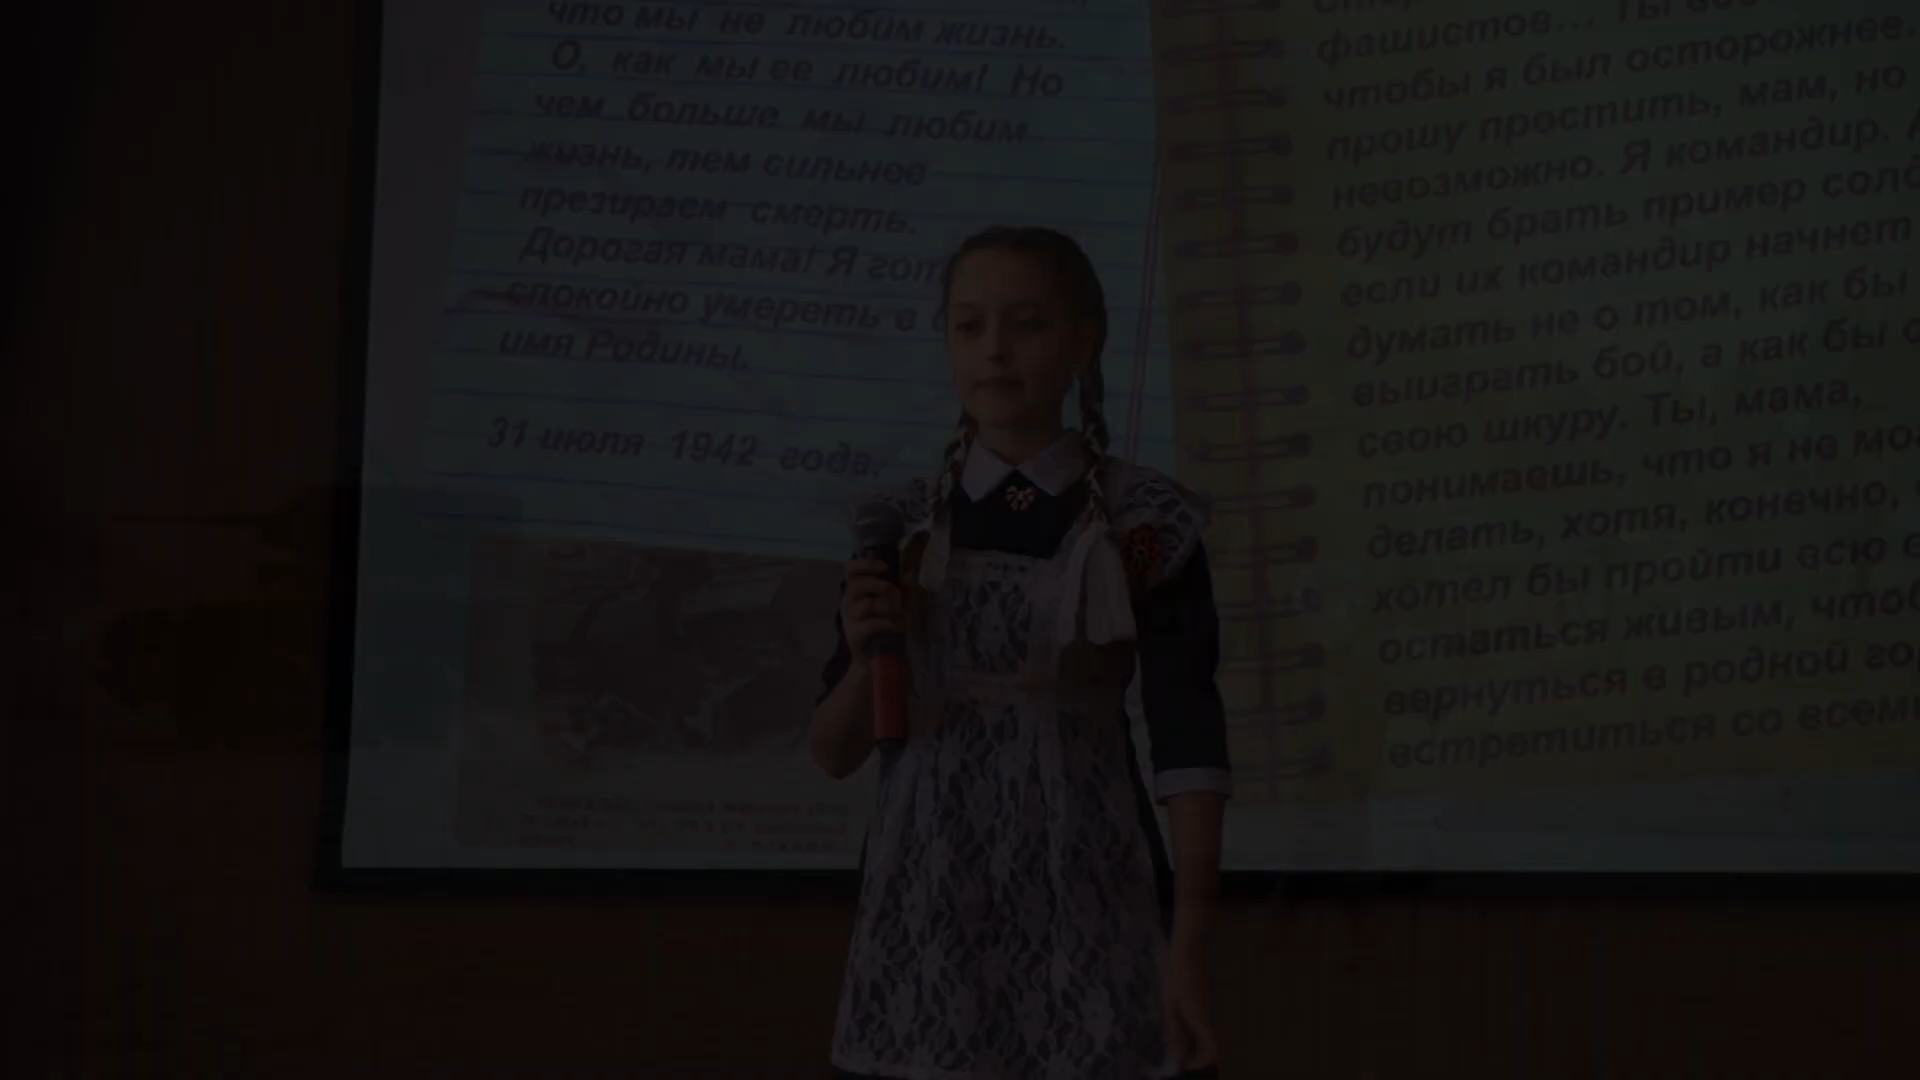 что мы не любим жизнь.
О, как мы ее любим! Но
чем больше мы любим
жизнь, тем сильнее
презираем смерть.
Дорогая мама! Я гот
спокойно умереть в
имя Родины.
31 июля 1942 года.
фашистов... Ты
чтобы я был осторожнее.
прошу простить, мам, но
невозможно. Я командир.
будут брать пример солд
если их командир начнет
думать не о том, как бы
выиграть бой, а как бы
свою шкуру. Ты, мама,
понимаешь, что я не мо
делать, хотя, конечно,
хотел бы пройти всю
остаться живым, чтоб
вернуться в родной го
встретиться со всем